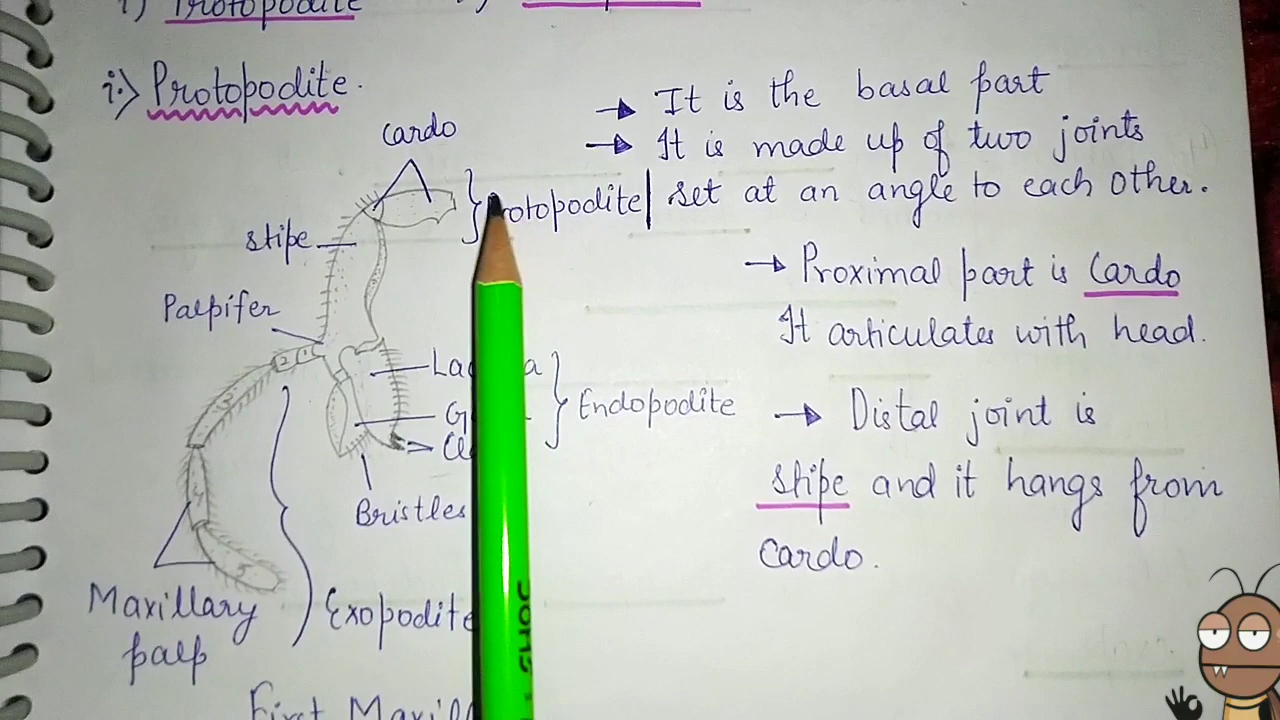 i) Protopodite
i·> Protopodite.
Cardo
→ It is the basal part
→ It is made up of two joints
set at an angle to each other.
stipe
Palpifer
→ Proximal part is Cardo
It articulates with head.
Endopodite
→ Distal joint is
stipe and it hangs from
Cardo.
Bristles
Maxillary
palp
Exopodite
First